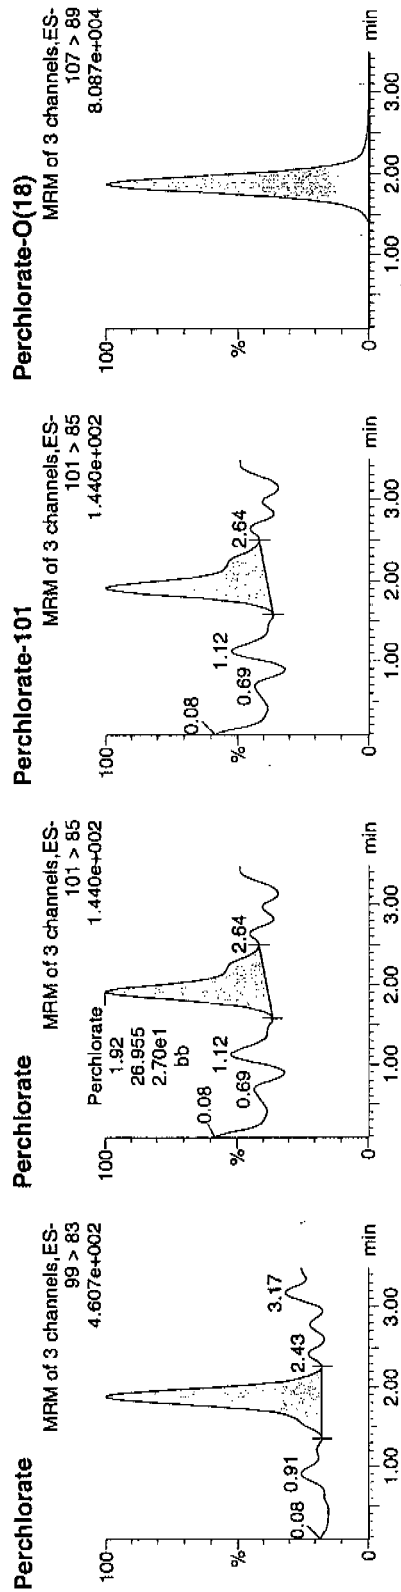 Perchlorate
MRM of 3 channels,ES-
99 > 83
4.607e+002
100
%
0
0.08
0.91
2.43
3.17
1.00
2.00
3.00
min
Perchlorate
MRM of 3 channels,ES-
101 > 85
1.440e+002
100
Perchlorate
1.92
26.955
2.70e1
bb
%
0
0.08
0.69
1.12
2.64
1.00
2.00
3.00
min
Perchlorate-101
MRM of 3 channels,ES-
101 > 85
1.440e+002
100
%
0
0.08
0.69
1.12
2.64
1.00
2.00
3.00
min
Perchlorate-O(18)
MRM of 3 channels,ES-
107 > 89
8.087e+004
100
%
0
1.00
2.00
3.00
min